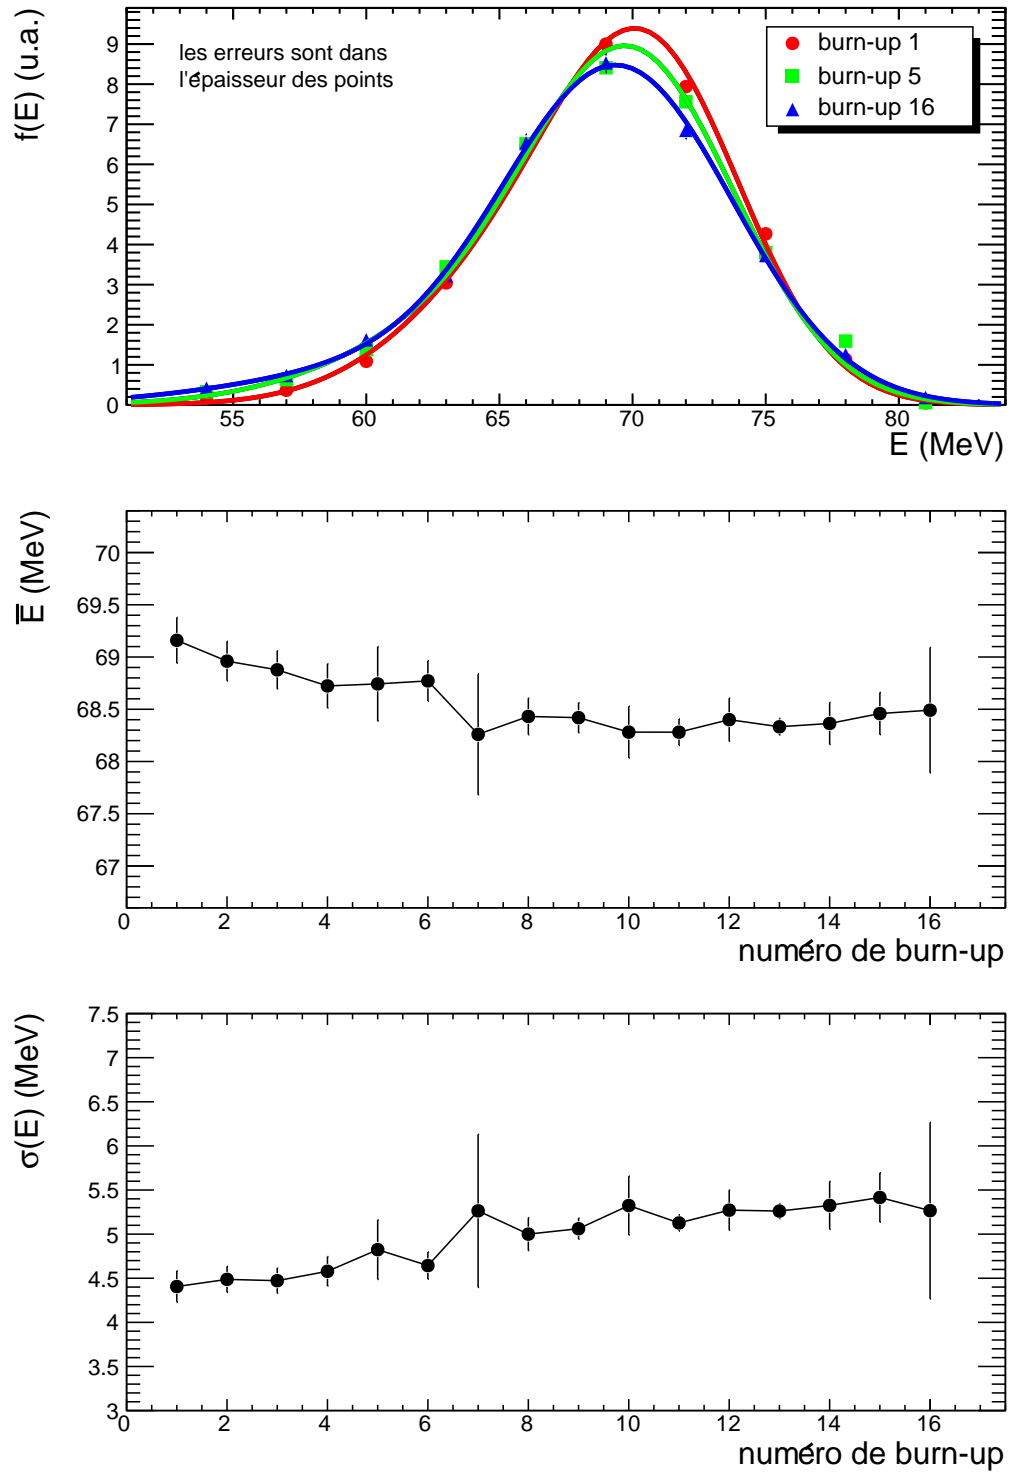 f(E) (u.a.)
9
8
7
6
5
4
3
2
1
0
les erreurs sont dans
l'épaisseur des points
burn-up 1
burn-up 5
burn-up 16
55 60 65 70 75 80
E (MeV)
E̅ (MeV)
70
69.5
69
68.5
68
67.5
67
0 2 4 6 8 10 12 14 16
numéro de burn-up
σ(E) (MeV)
7.5
7
6.5
6
5.5
5
4.5
4
3.5
3
0 2 4 6 8 10 12 14 16
numéro de burn-up